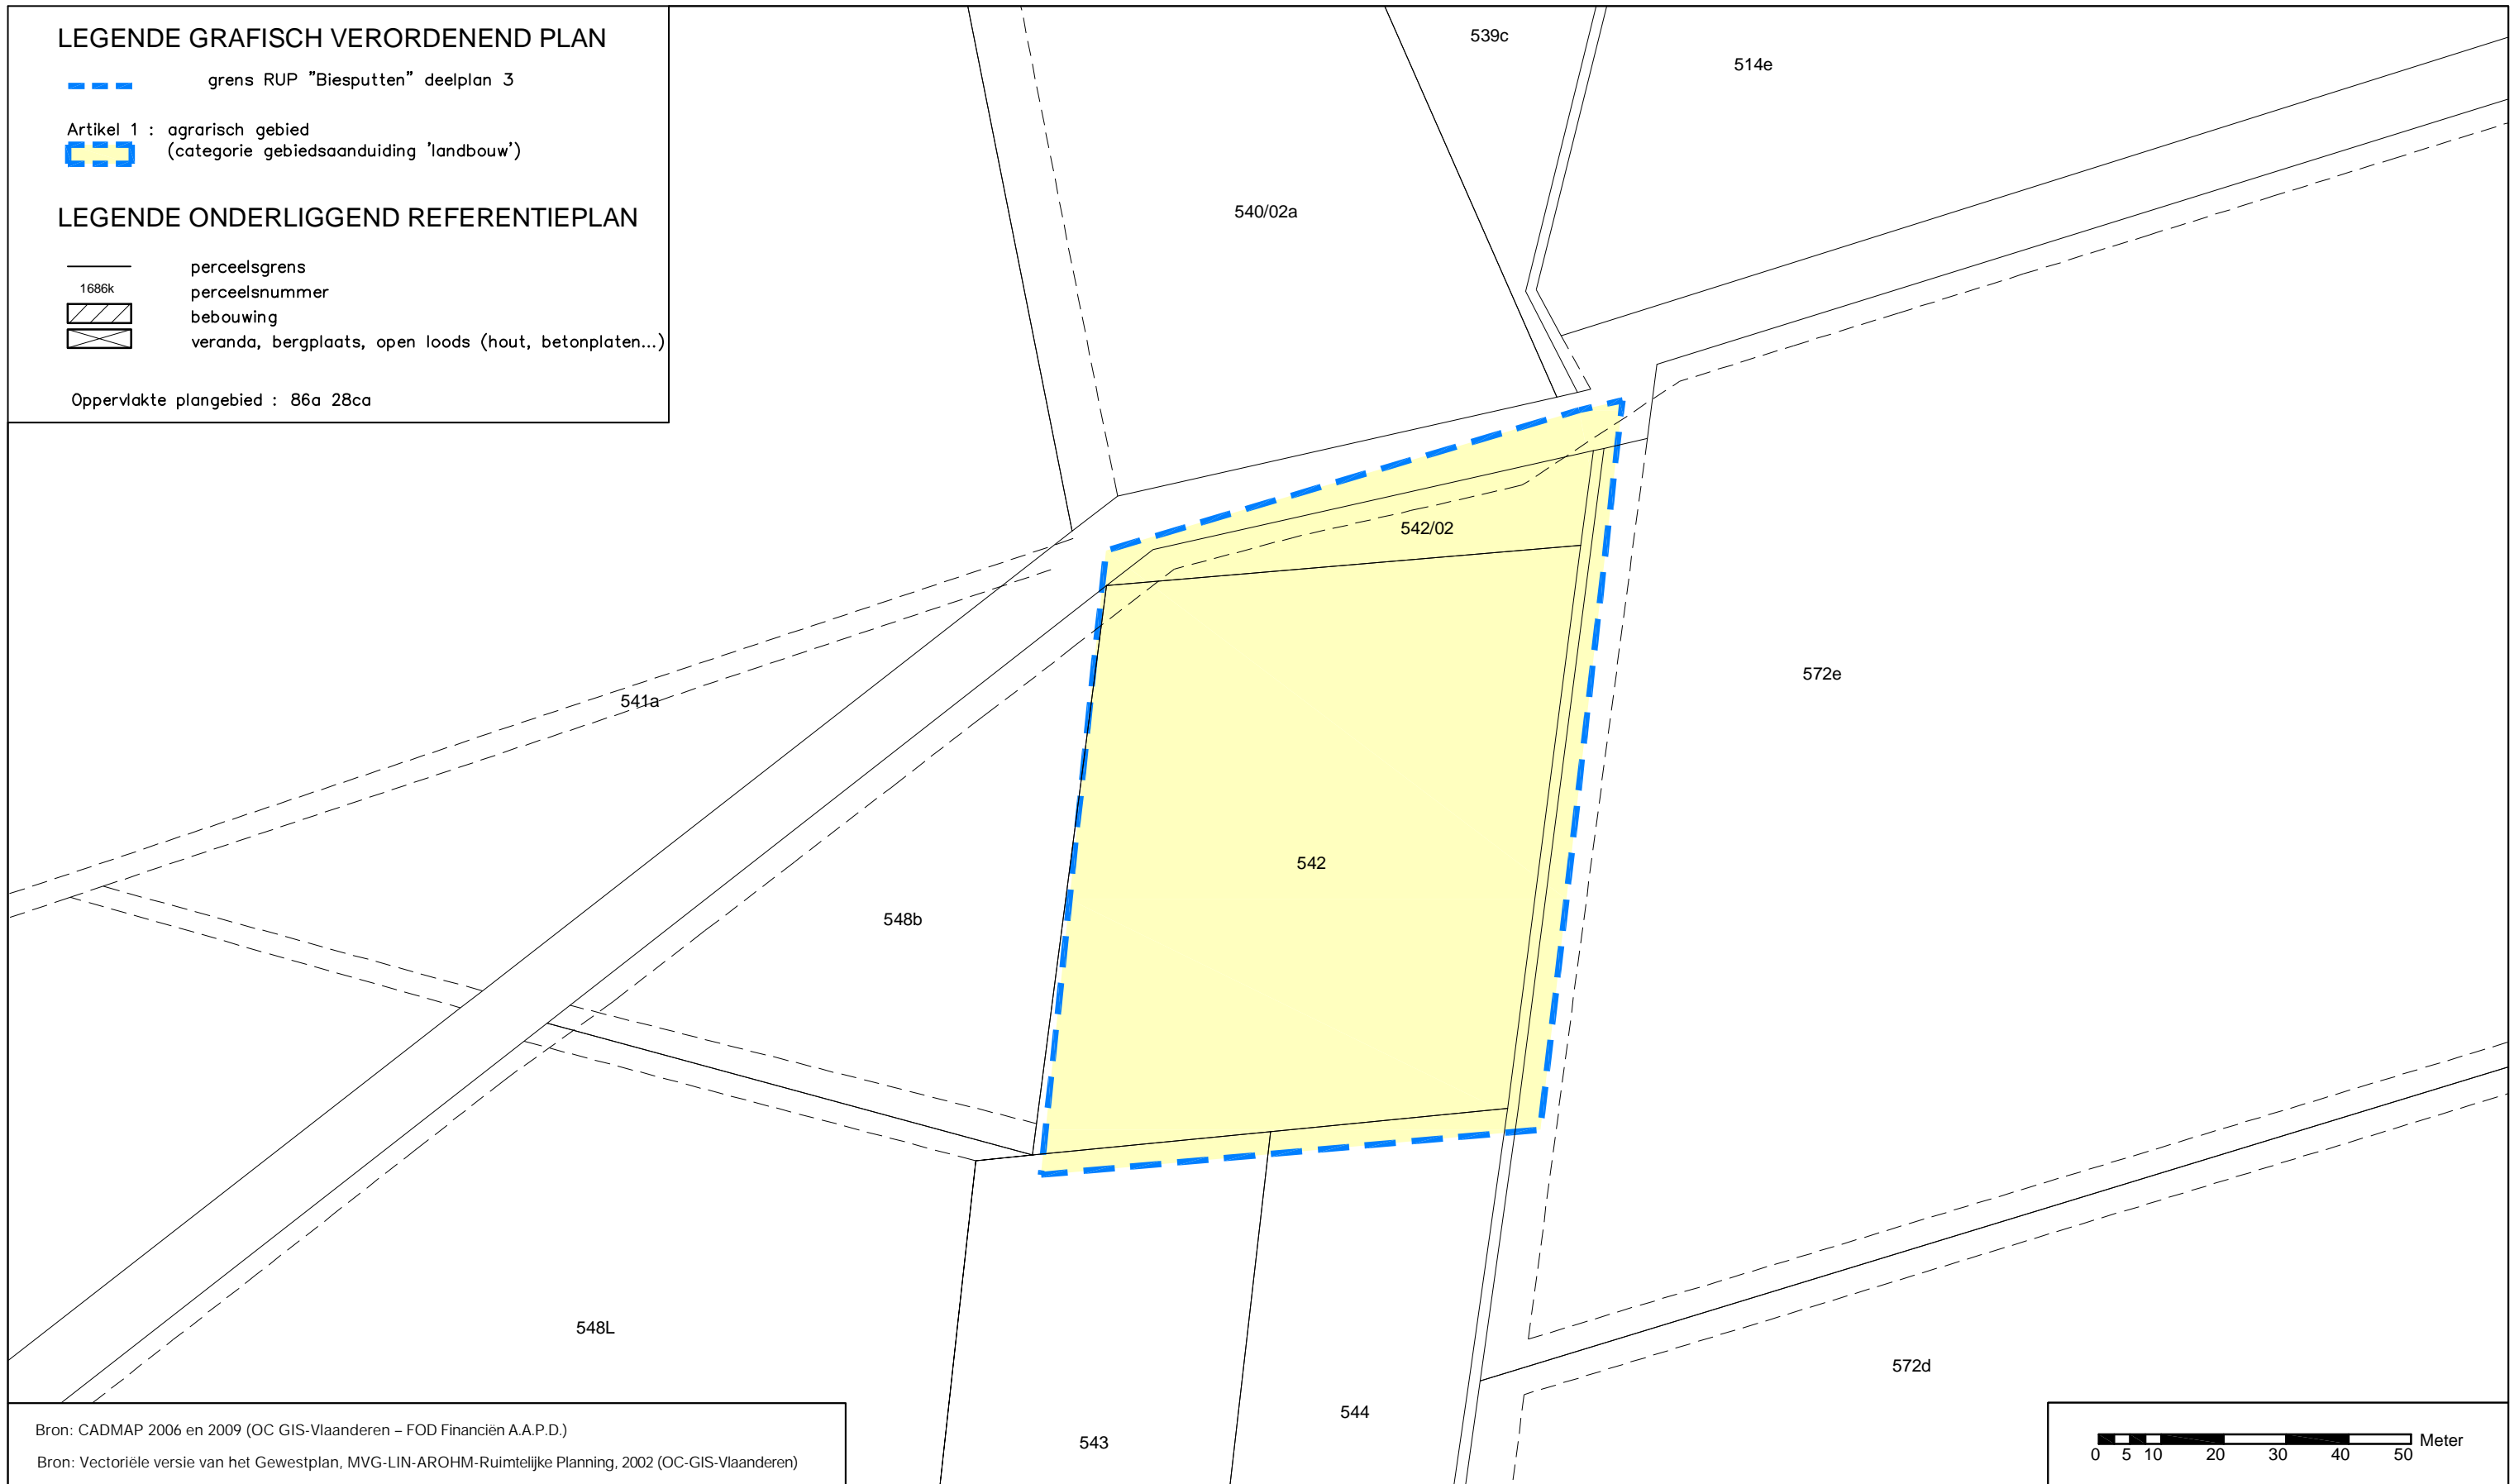 LEGENDE GRAFISCH VERORDENEND PLAN
grens RUP "Biesputten" deelplan 3
Artikel 1 : agrarisch gebied
(categorie gebiedsaanduiding 'landbouw')
LEGENDE ONDERLIGGEND REFERENTIEPLAN
perceelsgrens
1686k perceelsnummer
bebouwing
veranda, bergplaats, open loods (hout, betonplaten...)
Oppervlakte plangebied : 86a 28ca
539c
514e
540/02a
542/02
572e
541a
542
548b
548L
572d
544
543
Bron: CADMAP 2006 en 2009 (OC GIS-Vlaanderen – FOD Financiën A.A.P.D.)
Bron: Vectoriële versie van het Gewestplan, MVG-LIN-AROHM-Ruimtelijke Planning, 2002 (OC-GIS-Vlaanderen)
Meter
0 5 10 20 30 40 50